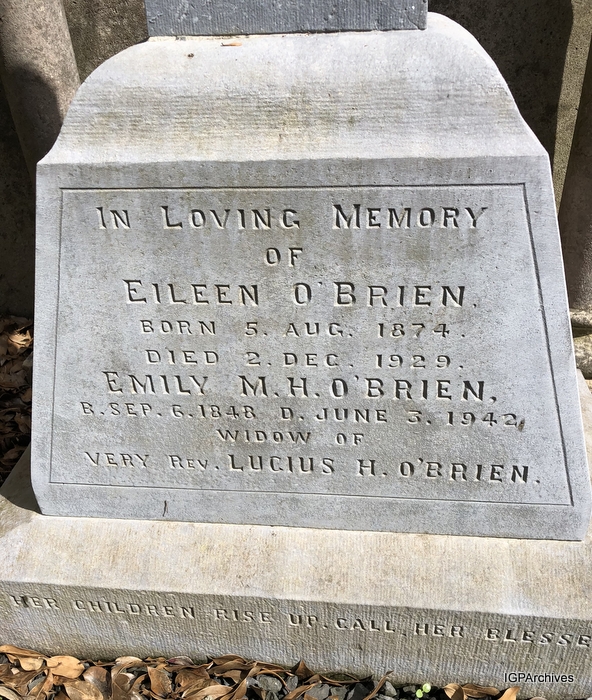 IN LOVING MEMORY
OF
EILEEN O'BRIEN.
BORN 5. AUG. 1874.
DIED 2. DEC. 1929.
EMILY M. H. O'BRIEN,
B. SEP. 6. 1848 D. JUNE 3. 1942,
WIDOW OF
VERY REV. LUCIUS H. O'BRIEN.
HER CHILDREN RISE UP. CALL HER BLESSE
IGPArchives